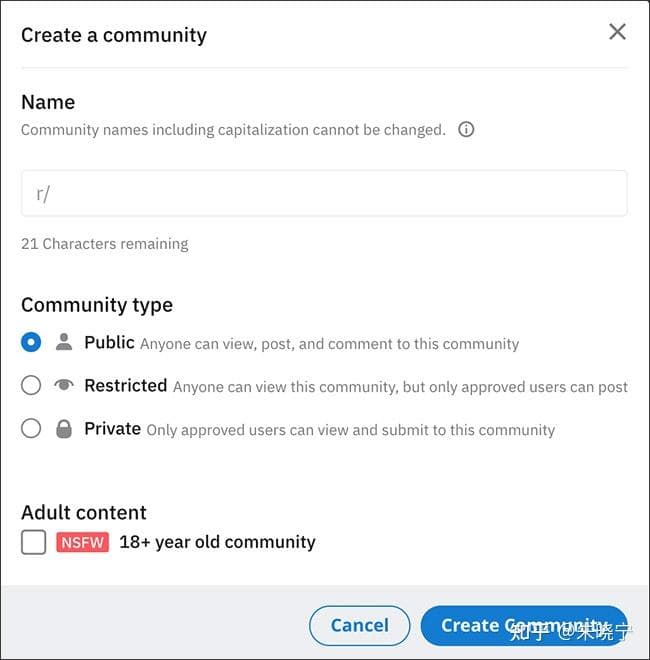 Create a community
Name
Community names including capitalization cannot be changed.
r/
21 Characters remaining
Community type
Public Anyone can view, post, and comment to this community
Restricted Anyone can view this community, but only approved users can post
Private Only approved users can view and submit to this community
Adult content
NSFW 18+ year old community
Cancel
Create Community
知乎 @朱晓宁